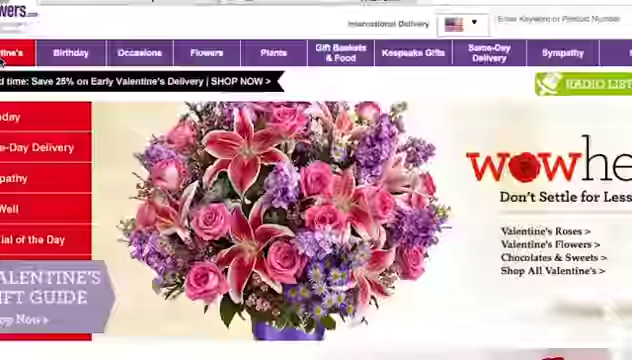 wers.com
International Delivery
Enter Keyword or Product Number
tine's
Birthday
Occasions
Flowers
Plants
Gift Baskets
& Food
Keepsake Gifts
Same-Day
Delivery
Sympathy
d time: Save 25% on Early Valentine's Delivery | SHOP NOW >
RADIO LIST
hday
e-Day Delivery
pathy
Well
ial of the Day
ALENTINE'S
IFT GUIDE
op Now
wowhe
Don't Settle for Less
Valentine's Roses >
Valentine's Flowers >
Chocolates & Sweets >
Shop All Valentine's >